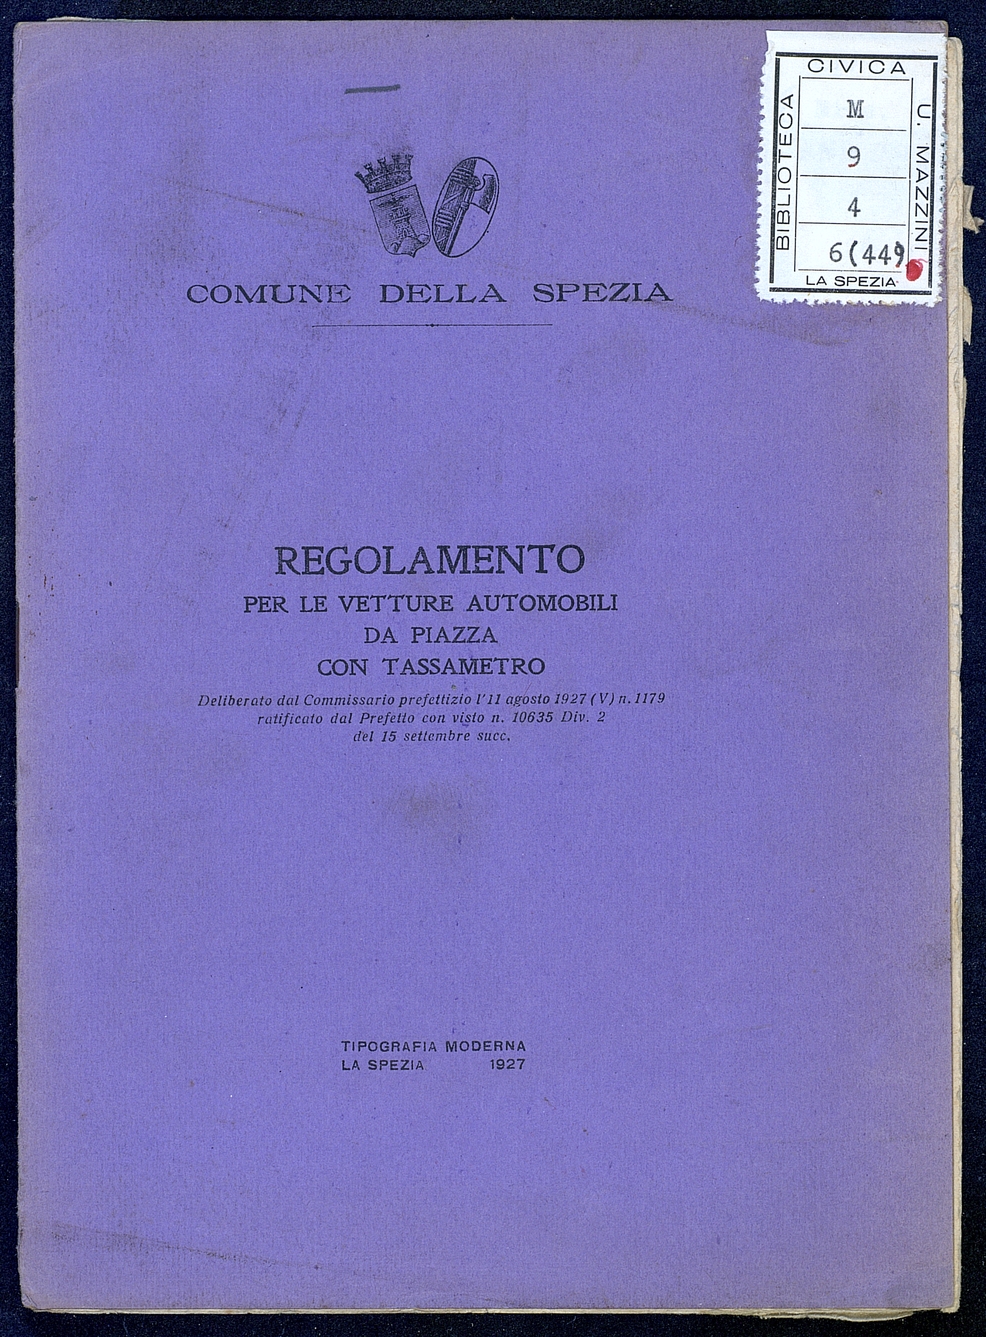 CIVICA
BIBLIOTECA
U. MAZZINI
M
9
4
6(449)
LA SPEZIA
COMUNE DELLA SPEZIA
REGOLAMENTO
PER LE VETTURE AUTOMOBILI
DA PIAZZA
CON TASSAMETRO
Deliberato dal Commissario prefettizio l'11 agosto 1927 (V) n. 1179
ratificato dal Prefetto con visto n. 10635 Div. 2
del 15 settembre succ.
TIPOGRAFIA MODERNA
LA SPEZIA 1927